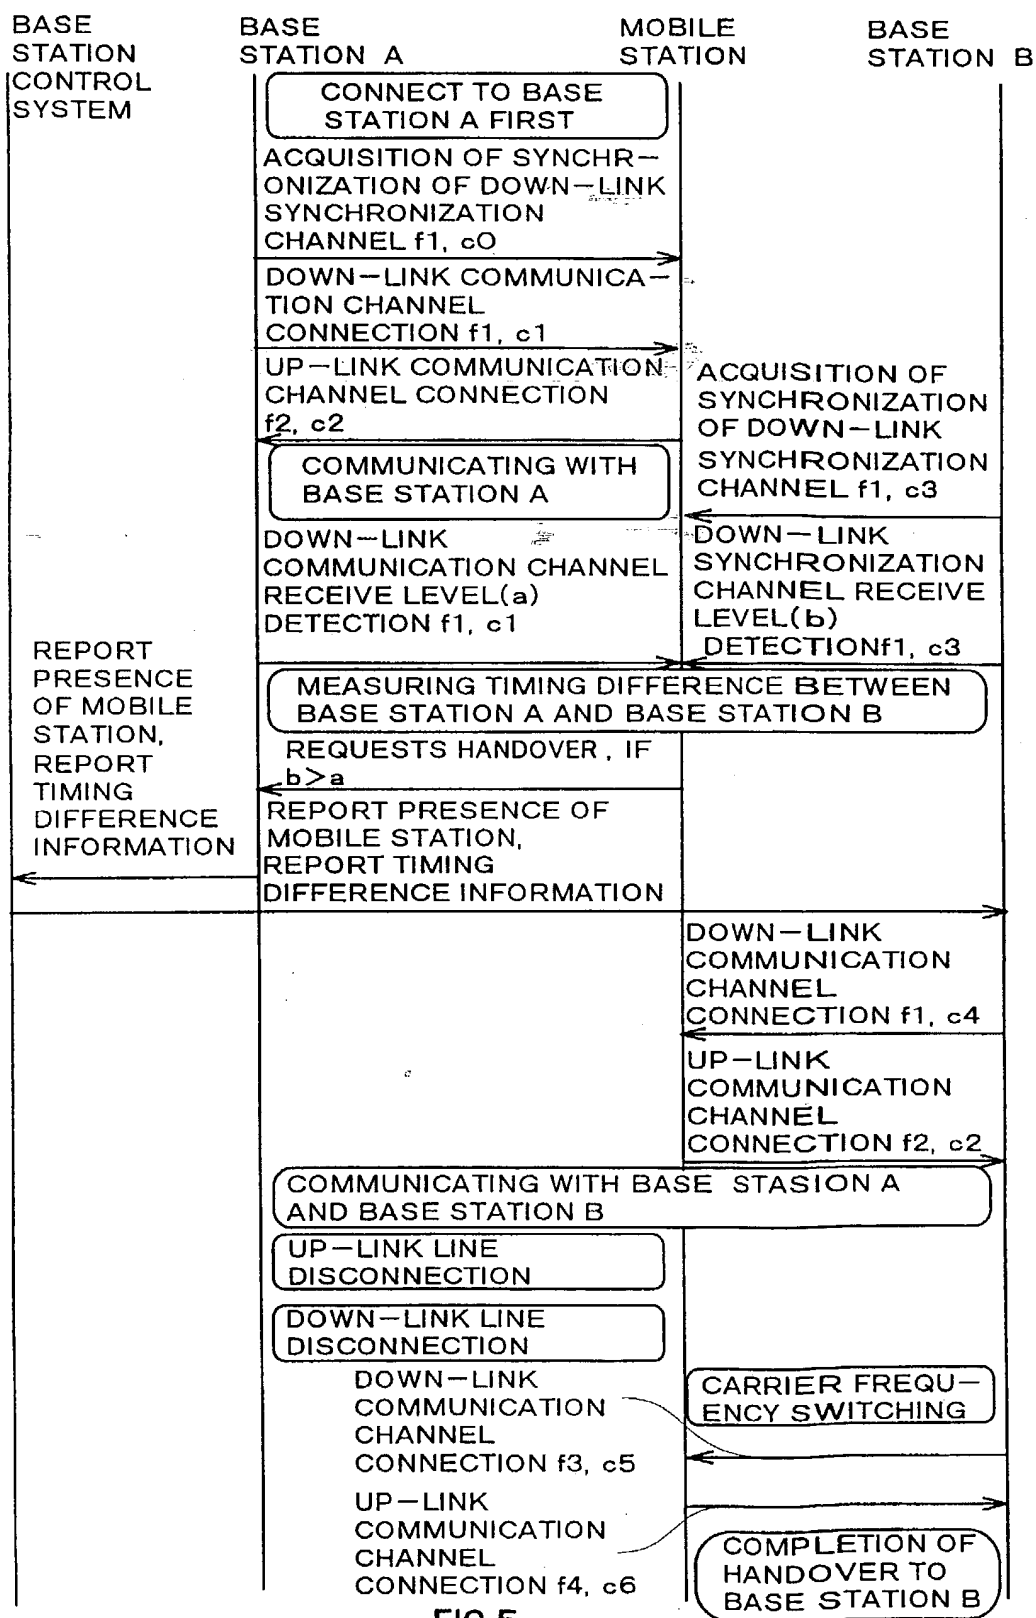 BASE
STATION
CONTROL
SYSTEM
BASE
STATION A
MOBILE
STATION
BASE
STATION B
CONNECT TO BASE
STATION A FIRST
ACQUISITION OF SYNCHR-
ONIZATION OF DOWN-LINK
SYNCHRONIZATION
CHANNEL f1, c0
DOWN-LINK COMMUNICA-
TION CHANNEL
CONNECTION f1, c1
UP-LINK COMMUNICATION
CHANNEL CONNECTION
f2, c2
ACQUISITION OF
SYNCHRONIZATION
OF DOWN-LINK
SYNCHRONIZATION
CHANNEL f1, c3
COMMUNICATING WITH
BASE STATION A
DOWN-LINK
COMMUNICATION CHANNEL
RECEIVE LEVEL(a)
DETECTION f1, c1
DOWN-LINK
SYNCHRONIZATION
CHANNEL RECEIVE
LEVEL(b)
DETECTIONf1, c3
MEASURING TIMING DIFFERENCE BETWEEN
BASE STATION A AND BASE STATION B
REQUESTS HANDOVER, IF
b>a
REPORT
PRESENCE
OF MOBILE
STATION,
REPORT
TIMING
DIFFERENCE
INFORMATION
REPORT PRESENCE OF
MOBILE STATION,
REPORT TIMING
DIFFERENCE INFORMATION
DOWN-LINK
COMMUNICATION
CHANNEL
CONNECTION f1, c4
UP-LINK
COMMUNICATION
CHANNEL
CONNECTION f2, c2
COMMUNICATING WITH BASE STASION A
AND BASE STATION B
UP-LINK LINE
DISCONNECTION
DOWN-LINK LINE
DISCONNECTION
DOWN-LINK
COMMUNICATION
CHANNEL
CONNECTION f3, c5
CARRIER FREQU-
ENCY SWITCHING
UP-LINK
COMMUNICATION
CHANNEL
CONNECTION f4, c6
COMPLETION OF
HANDOVER TO
BASE STATION B